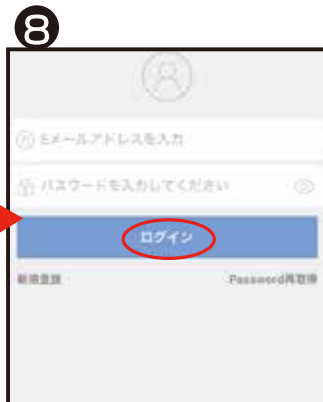 ❽
Eメールアドレスを入力
パスワードを入力してください
ログイン
新規登録 Password再取得